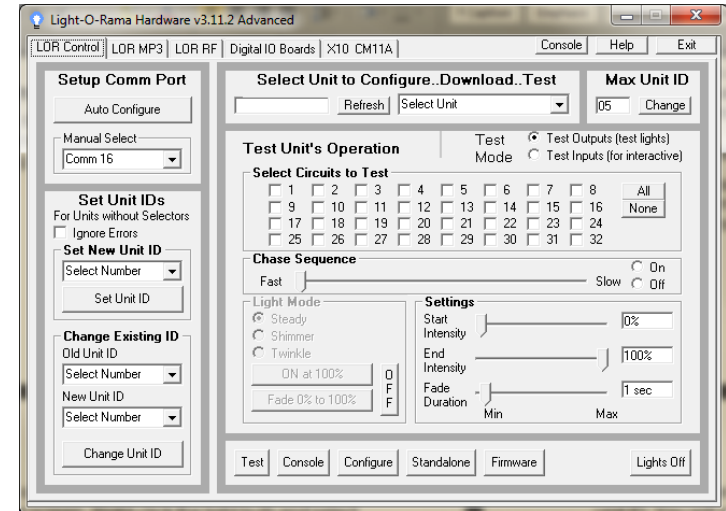 Light-O-Rama Hardware v3.11.2 Advanced
LOR Control LOR MP3 LOR RF Digital IO Boards X10 CM11A Console Help Exit
Setup Comm Port
Auto Configure
Manual Select
Comm 16
Set Unit IDs
For Units without Selectors
Ignore Errors
Set New Unit ID
Select Number
Set Unit ID
Change Existing ID
Old Unit ID
Select Number
New Unit ID
Select Number
Change Unit ID
Select Unit to Configure..Download..Test
Refresh Select Unit
Max Unit ID
05 Change
Test Unit's Operation
Test Mode
Test Outputs (test lights)
Test Inputs (for interactive)
Select Circuits to Test
1 2 3 4 5 6 7 8 All
9 10 11 12 13 14 15 16 None
17 18 19 20 21 22 23 24
25 26 27 28 29 30 31 32
Chase Sequence
Fast Slow
On
Off
Light Mode
Steady
Shimmer
Twinkle
ON at 100%
Fade 0% to 100%
OFF
Settings
Start Intensity 0%
End Intensity 100%
Fade Duration 1 sec
Min Max
Test Console Configure Standalone Firmware Lights Off